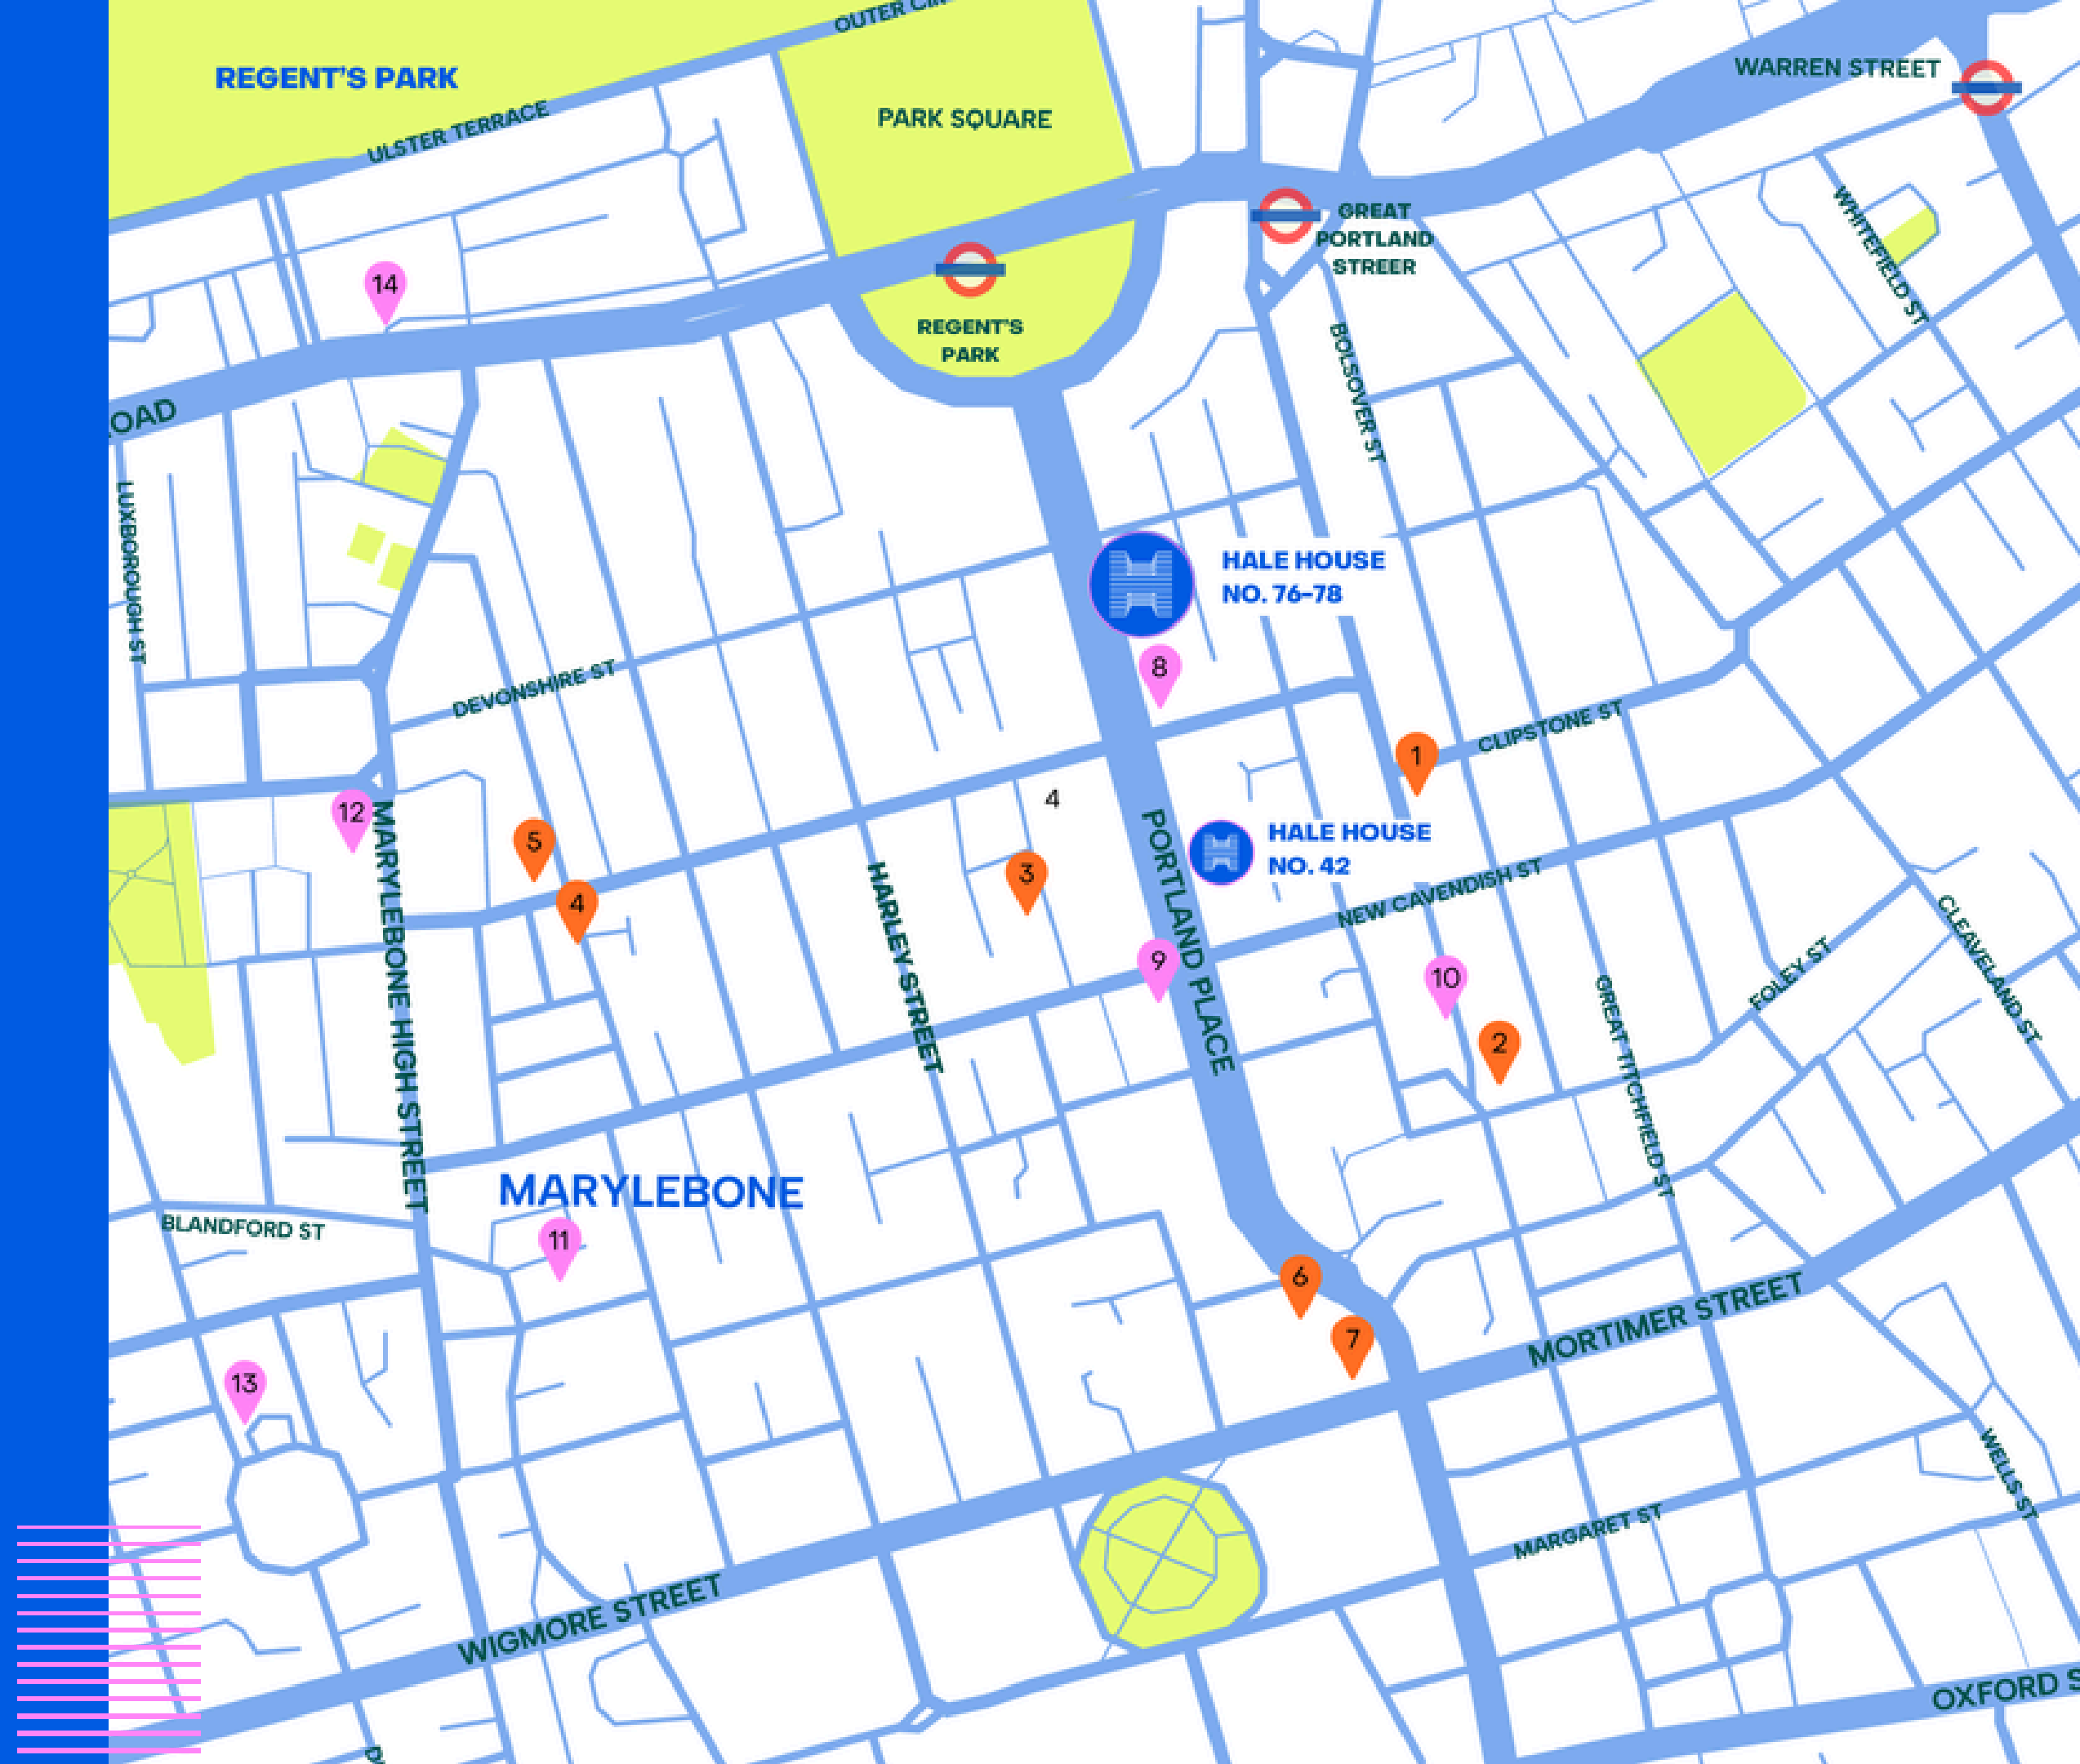 OUTER CIR
REGENT'S PARK
WARREN STREET
PARK SQUARE
ULSTER TERRACE
GREAT
PORTLAND
STREER
WHITEFIELD ST
14
REGENT'S
PARK
BOLSOVER ST
OAD
LUXBOROUGH ST
HALE HOUSE
NO. 76-78
8
DEVONSHIRE ST
CLIPSTONE ST
1
4
12
5
MARYLEBONE HIGH STREET
HALE HOUSE
NO. 42
PORTLAND PLACE
3
4
HARLEY STREET
NEW CAVENDISH ST
CLEAVELAND ST
9
10
FOLEY ST
GREAT TITCHFIELD ST
2
MARYLEBONE
BLANDFORD ST
11
6
MORTIMER STREET
7
13
WELLS ST
MARGARET ST
WIGMORE STREET
OXFORD S